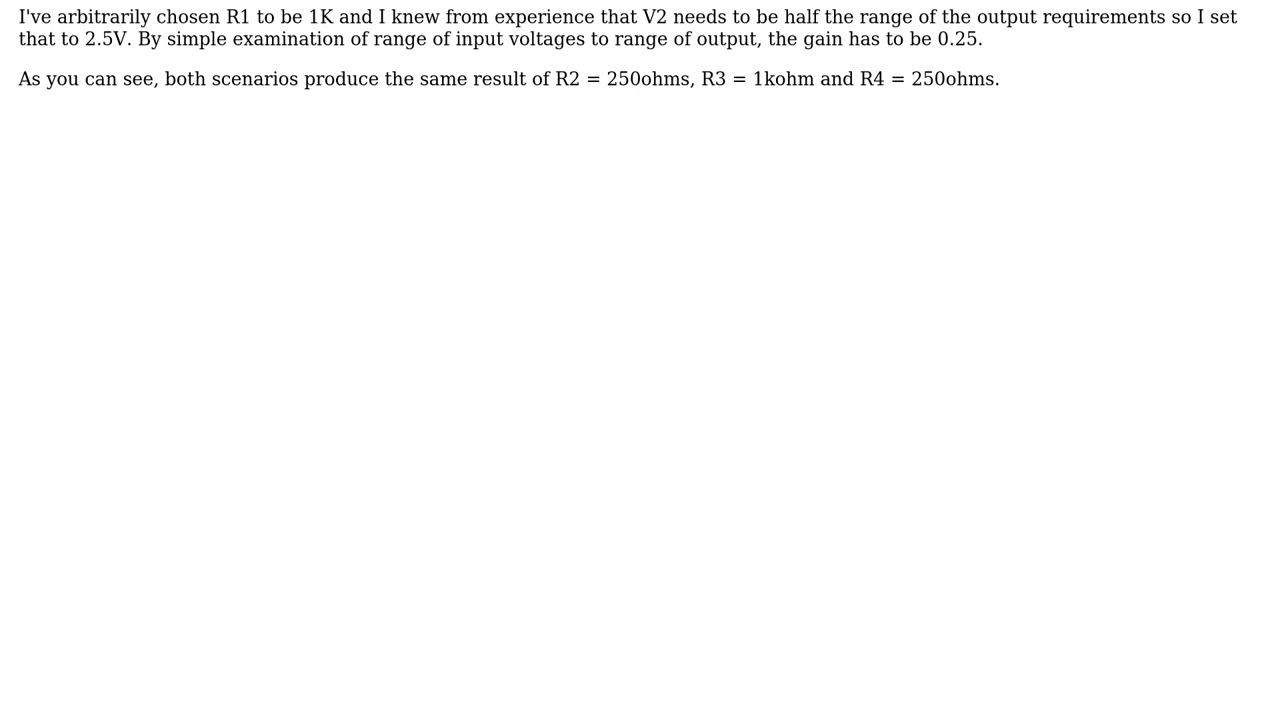 I've arbitrarily chosen R1 to be 1K and I knew from experience that V2 needs to be half the range of the output requirements so I set
that to 2.5V. By simple examination of range of input voltages to range of output, the gain has to be 0.25.
As you can see, both scenarios produce the same result of R2 = 250ohms, R3 = 1kohm and R4 = 250ohms.